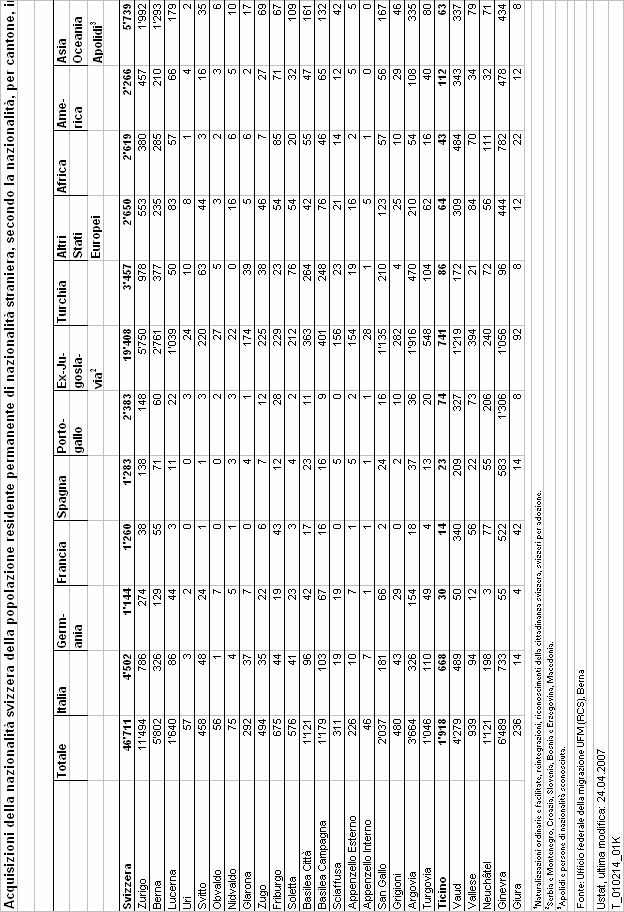 Acquisizioni della nazionalità svizzera della popolazione residente permanente di nazionalità straniera, secondo la nazionalità, per cantone, i
Totale Italia Germ- Francia Spagna Porto- Ex-Ju- Turchia Altri Africa Ame- Asia
ania gallo gosla- Stati rica Oceania
via² Europei Apolidi³
Svizzera 46'711 4'502 1'144 1'260 1'283 2'383 19'408 3'457 2'650 2'619 2'266 5'739
Zurigo 11'494 786 274 38 138 148 5'750 978 553 380 457 1'992
Berna 5'802 326 129 55 71 60 2'761 377 235 285 210 1'293
Lucerna 1'640 86 44 3 11 22 1'039 50 83 57 66 179
Uri 57 3 2 0 0 3 24 10 8 1 4 2
Svitto 458 48 24 1 1 3 220 63 44 3 16 35
Obvaldo 56 1 7 0 0 2 27 5 3 2 3 6
Nidvaldo 75 4 5 1 3 3 22 0 16 6 5 10
Glarona 292 37 7 0 4 1 174 39 5 6 2 17
Zugo 494 35 22 6 7 12 225 38 46 7 27 69
Friburgo 675 44 19 43 12 28 229 23 54 85 71 67
Soletta 576 41 23 3 4 2 212 76 54 20 32 109
Basilea Città 1'121 96 42 17 23 11 363 264 42 55 47 161
Basilea Campagna 1'179 103 67 16 16 9 401 248 76 46 65 132
Sciaffusa 311 19 19 0 5 0 156 23 21 14 12 42
Appenzello Esterno 226 10 7 1 5 2 154 19 16 2 5 5
Appenzello Interno 46 7 1 1 1 1 28 1 5 1 0 0
San Gallo 2'037 181 66 2 24 16 1'135 210 123 57 56 167
Grigioni 480 43 29 0 2 10 282 4 25 10 29 46
Argovia 3'664 326 154 18 37 36 1'916 470 210 54 108 335
Turgovia 1'046 110 49 4 13 20 548 104 62 16 40 80
Ticino 1'918 668 30 14 23 74 741 86 64 43 112 63
Vaud 4'279 489 50 340 209 327 1'219 172 309 484 343 337
Vallese 939 94 12 56 22 73 394 21 84 70 34 79
Neuchâtel 1'121 198 3 77 55 206 240 72 56 111 32 71
Ginevra 6'489 733 55 522 583 1'306 1'056 96 444 782 478 434
Giura 236 14 4 42 14 8 92 8 12 22 12 8
¹Naturalizzazioni ordinarie e facilitate, reintegrazioni, riconoscimenti della cittadinanza svizzera, svizzeri per adozione.
²Serbia e Montenegro, Croazia, Slovenia, Bosnia e Erzegovina, Macedonia.
³Apolidi e persone di nazionalità sconosciuta.
Fonte: Ufficio federale della migrazione UFM (RCS), Berna
Ustat, ultima modifica: 24.04.2007
T_010214_01K